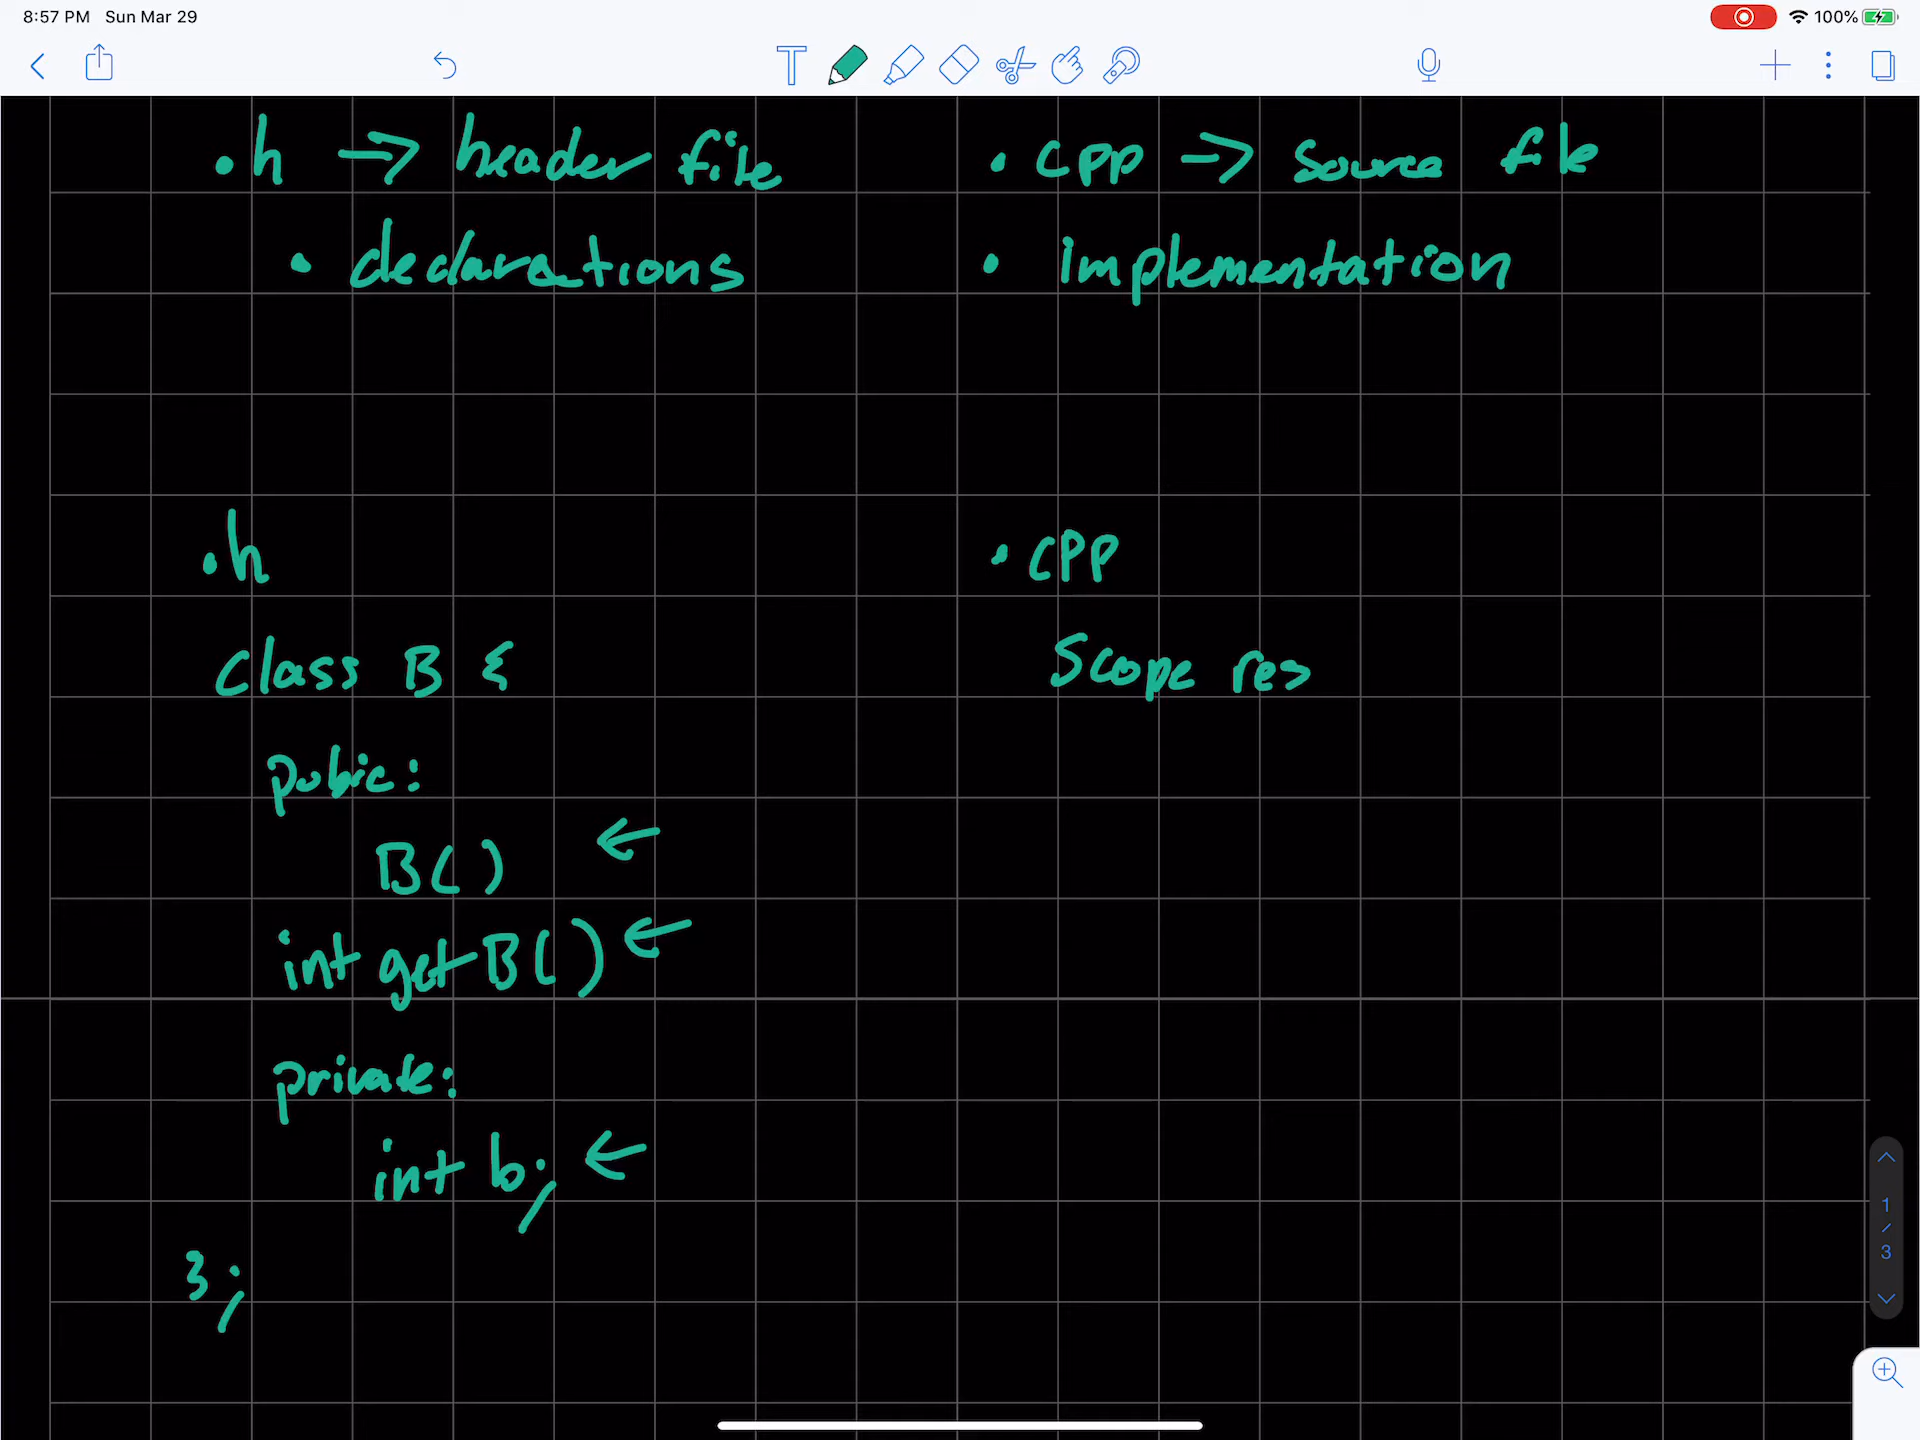 8:57 PM Sun Mar 29
100%
T
.h → header file
• declarations
.cpp → source file
• implementation
.h
class B {
pubic:
B() ←
int getB() ←
private:
int b; ←
};
.cpp
Scope res
1
/
3